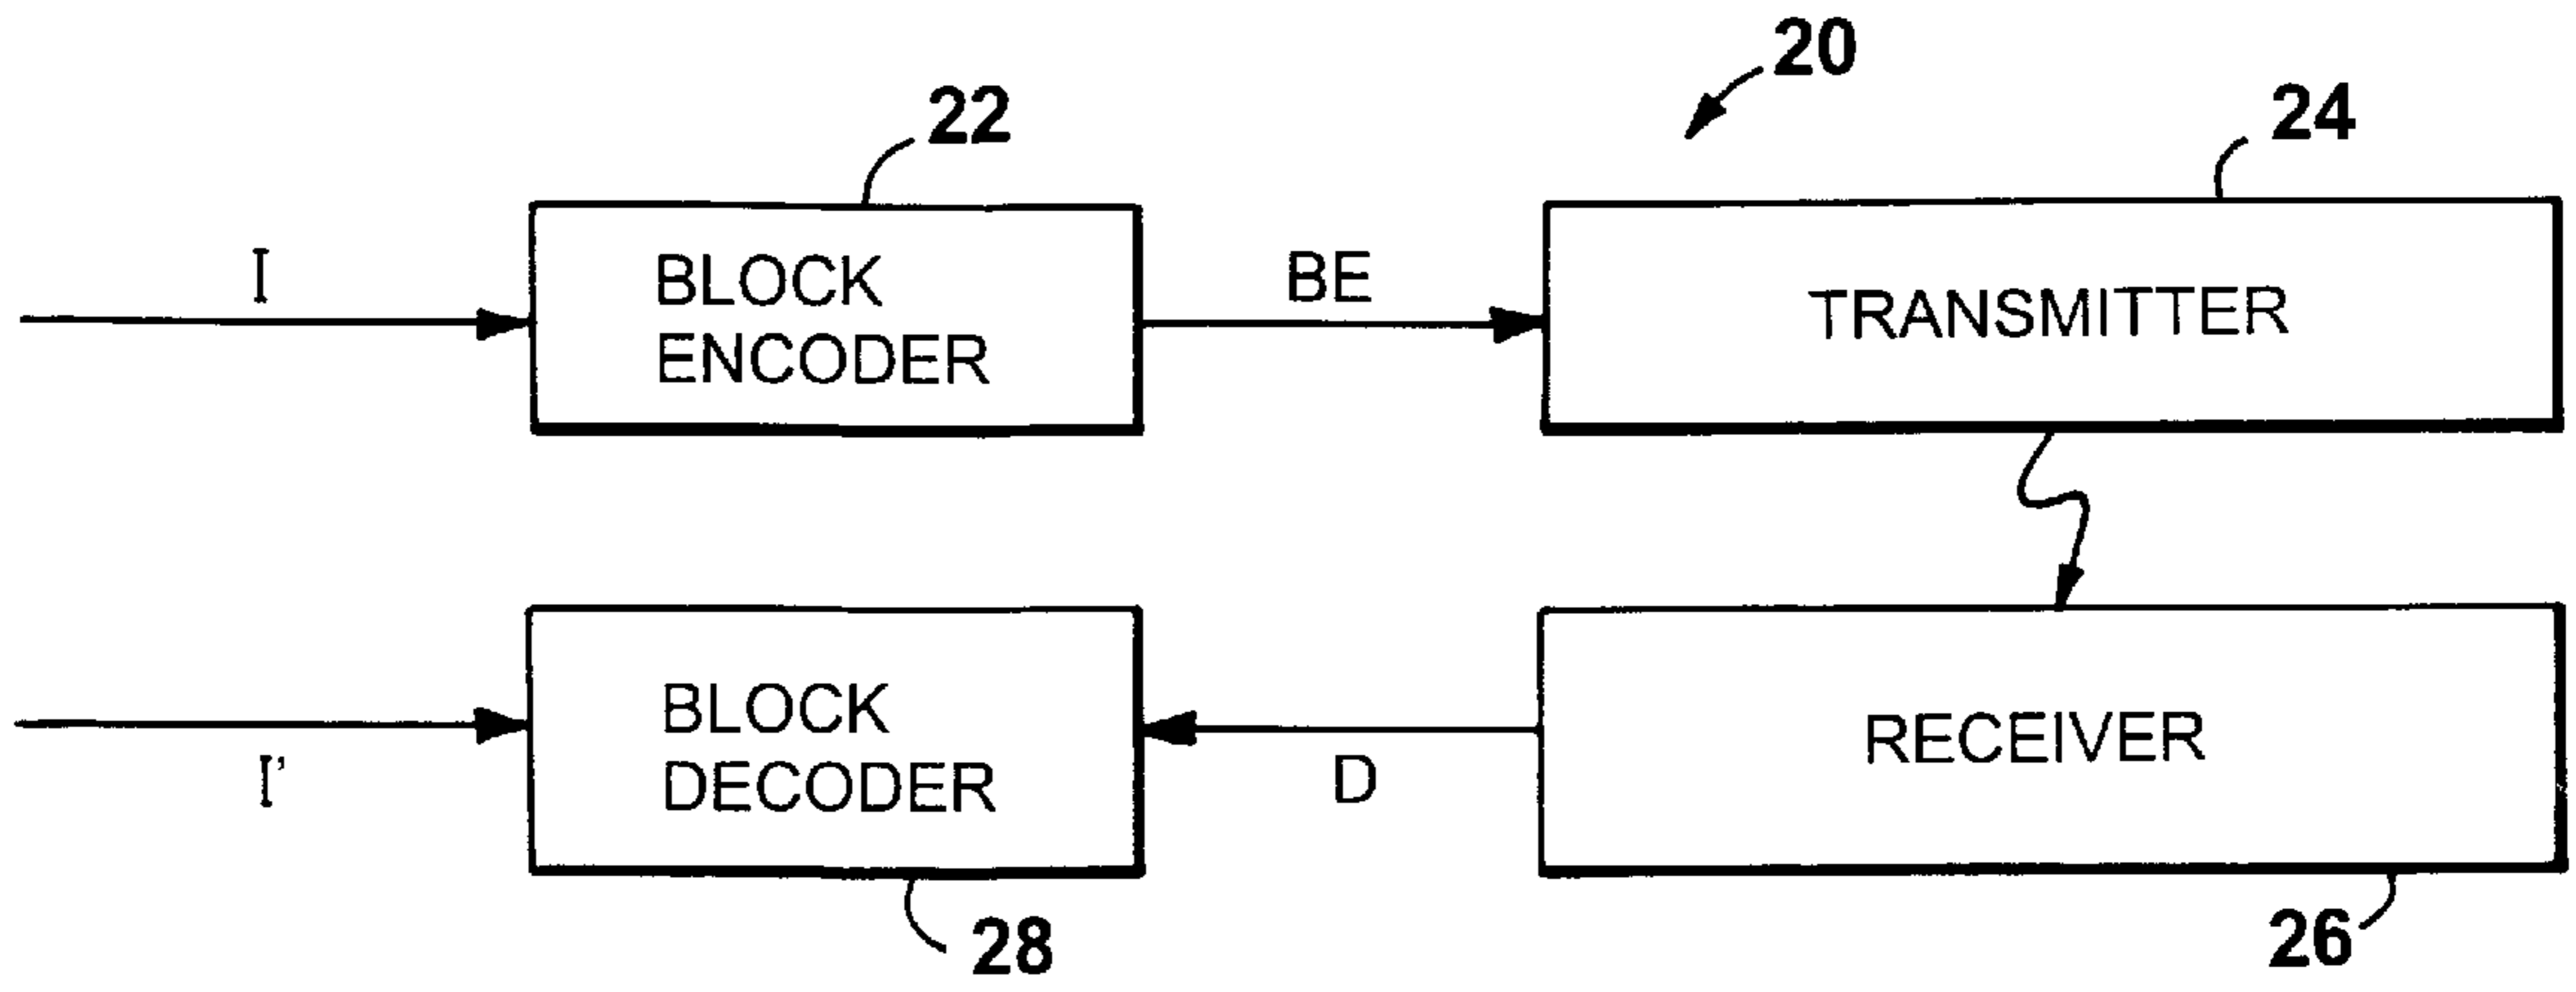 20
22
24
I
BLOCK
ENCODER
BE
TRANSMITTER
I'
BLOCK
DECODER
D
RECEIVER
28
26